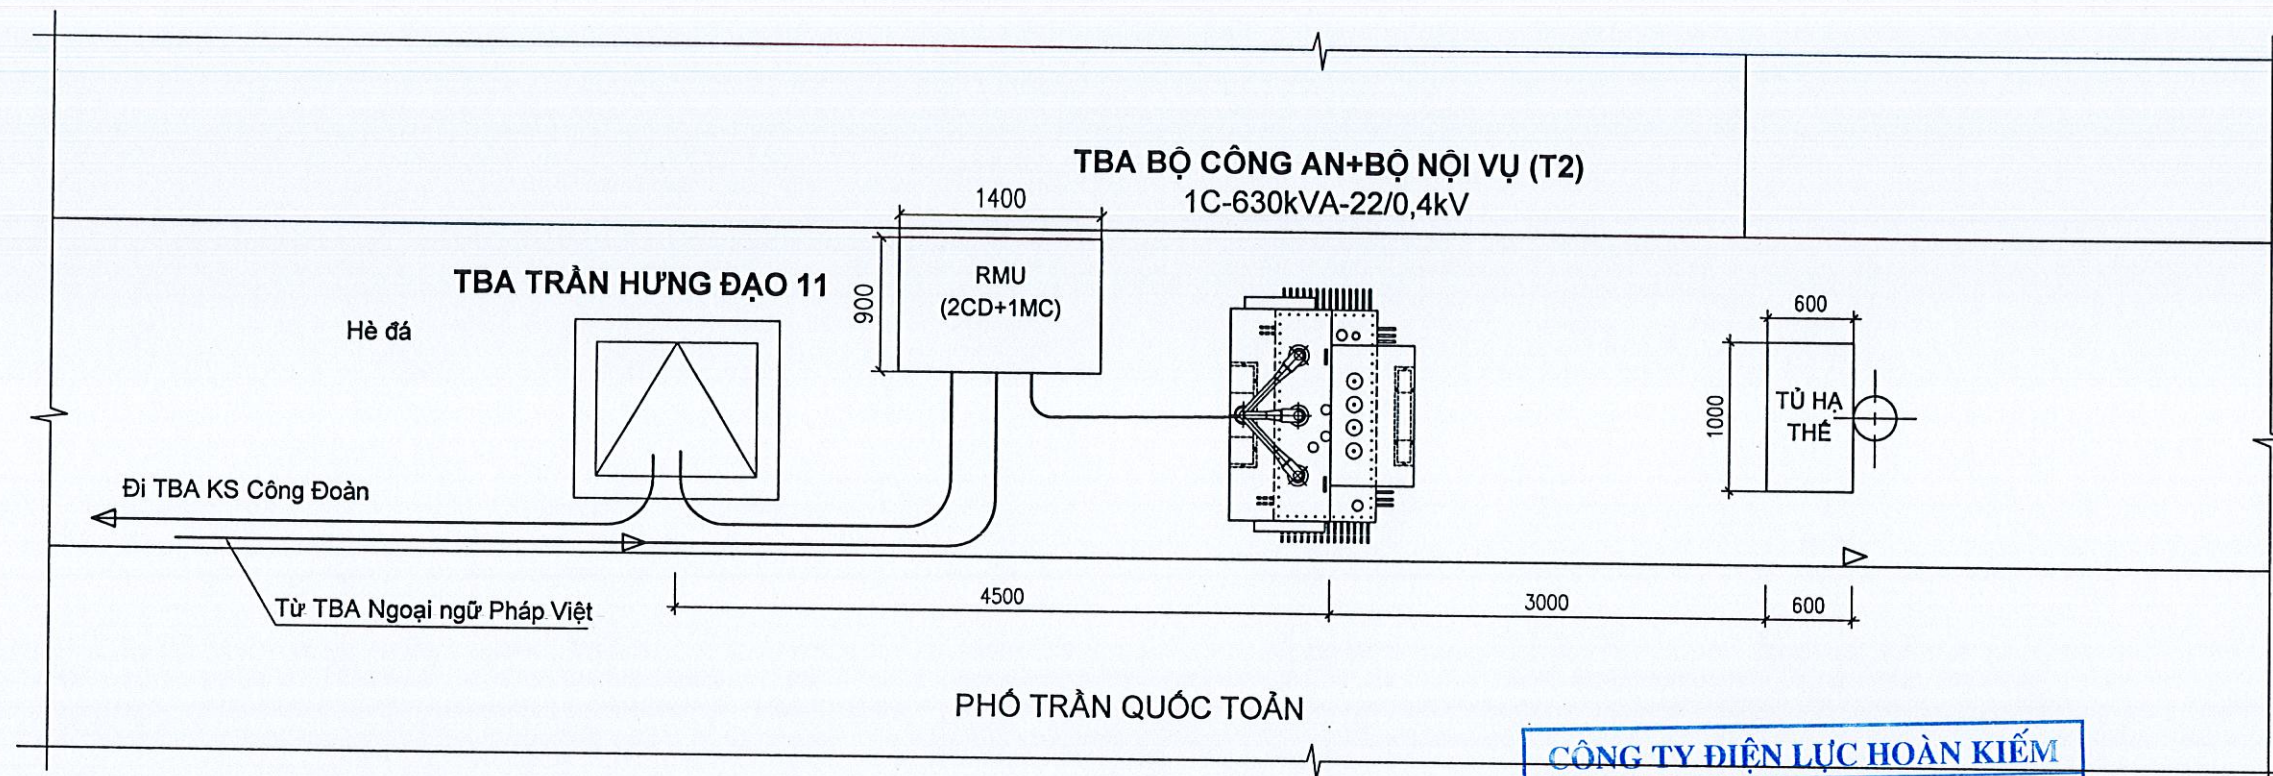 TBA BỘ CÔNG AN+BỘ NỘI VỤ (T2)
1C-630kVA-22/0,4kV
1400
TBA TRẦN HƯNG ĐẠO 11
900
RMU
(2CD+1MC)
Hè đá
600
1000
TỦ HẠ
THẾ
Đi TBA KS Công Đoàn
Từ TBA Ngoại ngữ Pháp Việt
4500
3000
600
PHỐ TRẦN QUỐC TOẢN
CÔNG TY ĐIỆN LỰC HOÀN KIẾM